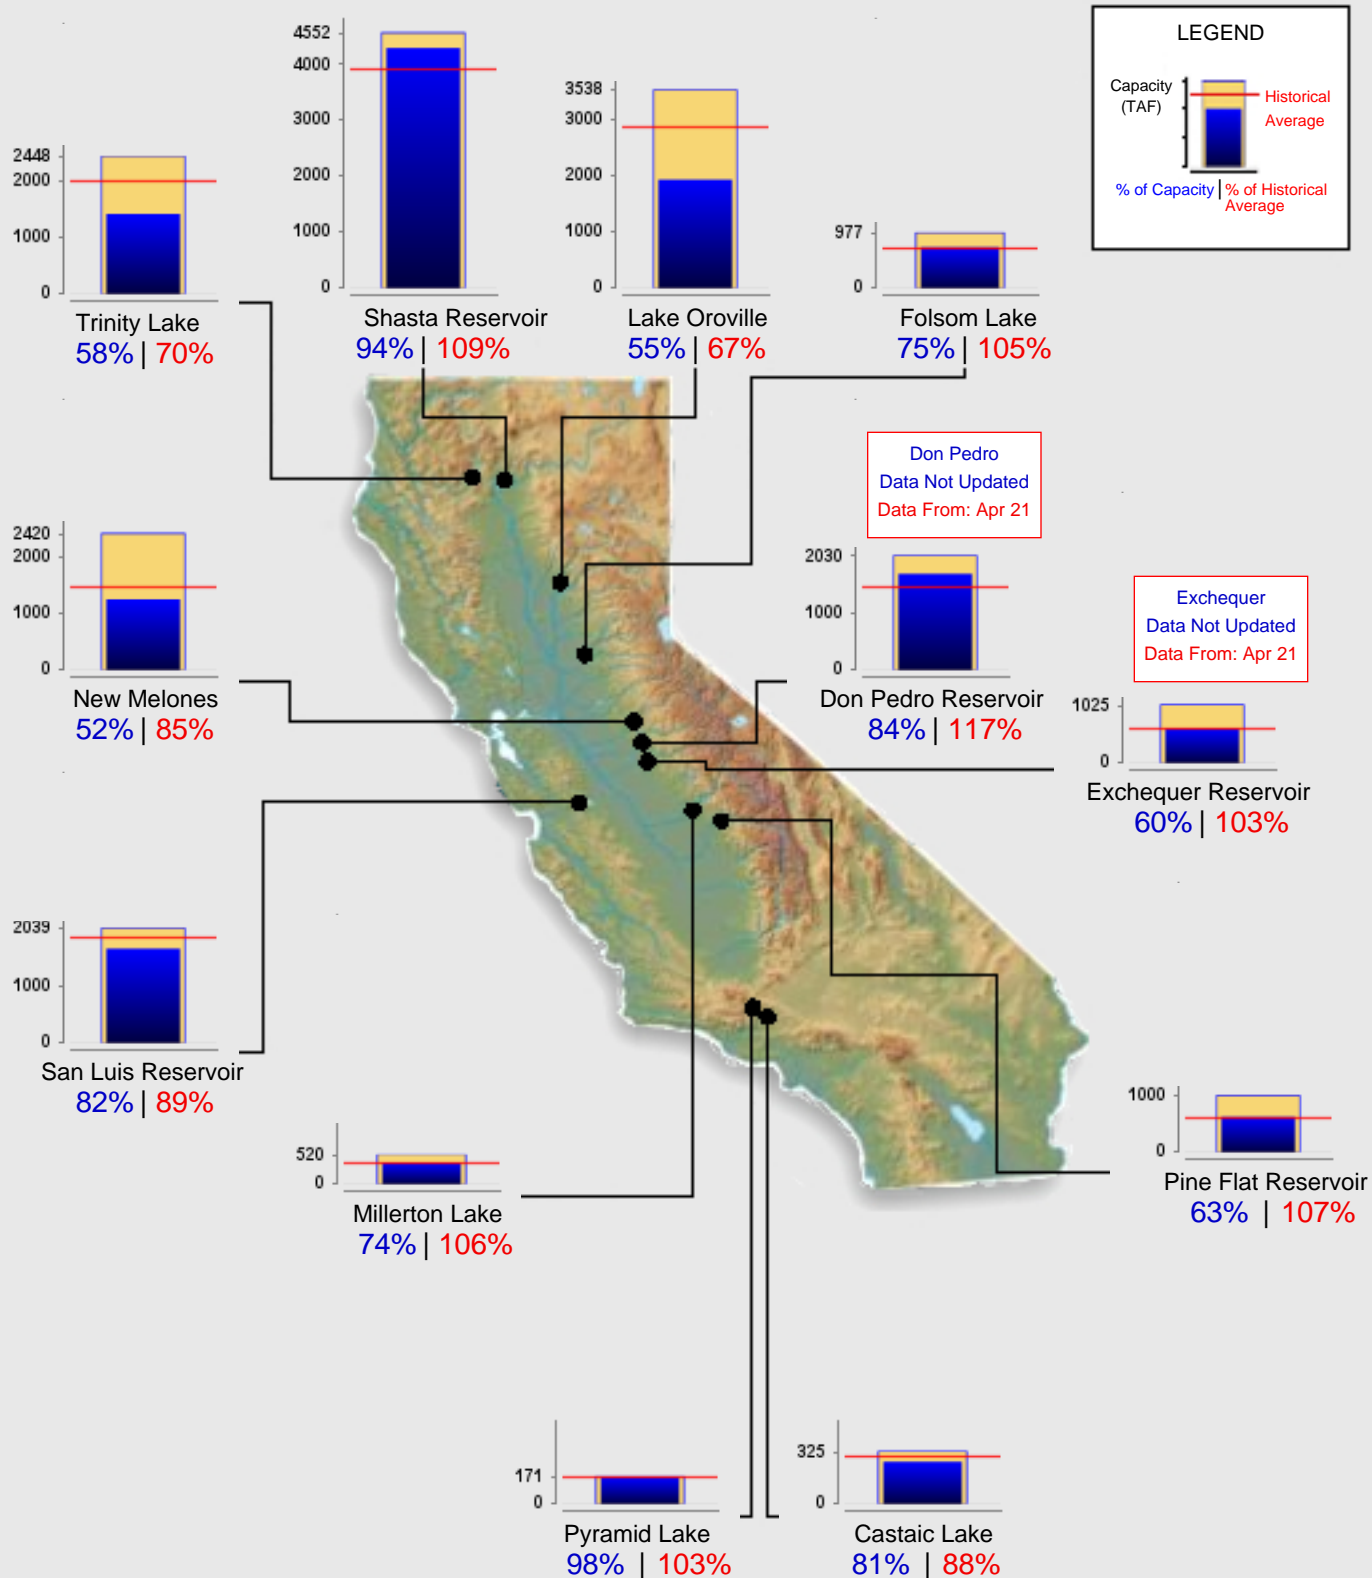 LEGEND
Capacity
(TAF)
Historical
Average
% of Capacity | % of Historical
Average
2448
2000
1000
0
Trinity Lake
58% | 70%
4552
4000
3000
2000
1000
0
Shasta Reservoir
94% | 109%
3538
3000
2000
1000
0
Lake Oroville
55% | 67%
977
0
Folsom Lake
75% | 105%
Don Pedro
Data Not Updated
Data From: Apr 21
2420
2000
1000
0
New Melones
52% | 85%
2030
1000
0
Don Pedro Reservoir
84% | 117%
Exchequer
Data Not Updated
Data From: Apr 21
1025
0
Exchequer Reservoir
60% | 103%
2039
1000
0
San Luis Reservoir
82% | 89%
520
0
Millerton Lake
74% | 106%
1000
0
Pine Flat Reservoir
63% | 107%
171
0
Pyramid Lake
98% | 103%
325
0
Castaic Lake
81% | 88%